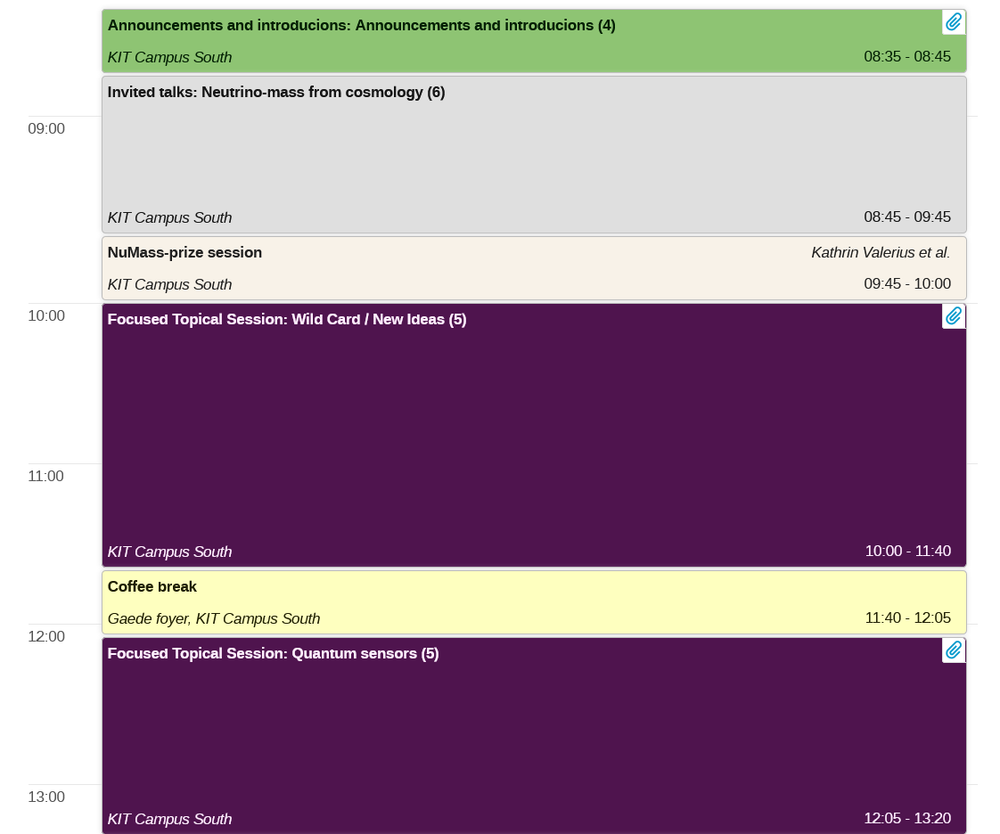 Announcements and introducions: Announcements and introducions (4)
KIT Campus South 08:35 - 08:45
Invited talks: Neutrino-mass from cosmology (6)
09:00
KIT Campus South 08:45 - 09:45
NuMass-prize session Kathrin Valerius et al.
KIT Campus South 09:45 - 10:00
10:00
Focused Topical Session: Wild Card / New Ideas (5)
11:00
KIT Campus South 10:00 - 11:40
Coffee break
Gaede foyer, KIT Campus South 11:40 - 12:05
12:00
Focused Topical Session: Quantum sensors (5)
13:00
KIT Campus South 12:05 - 13:20